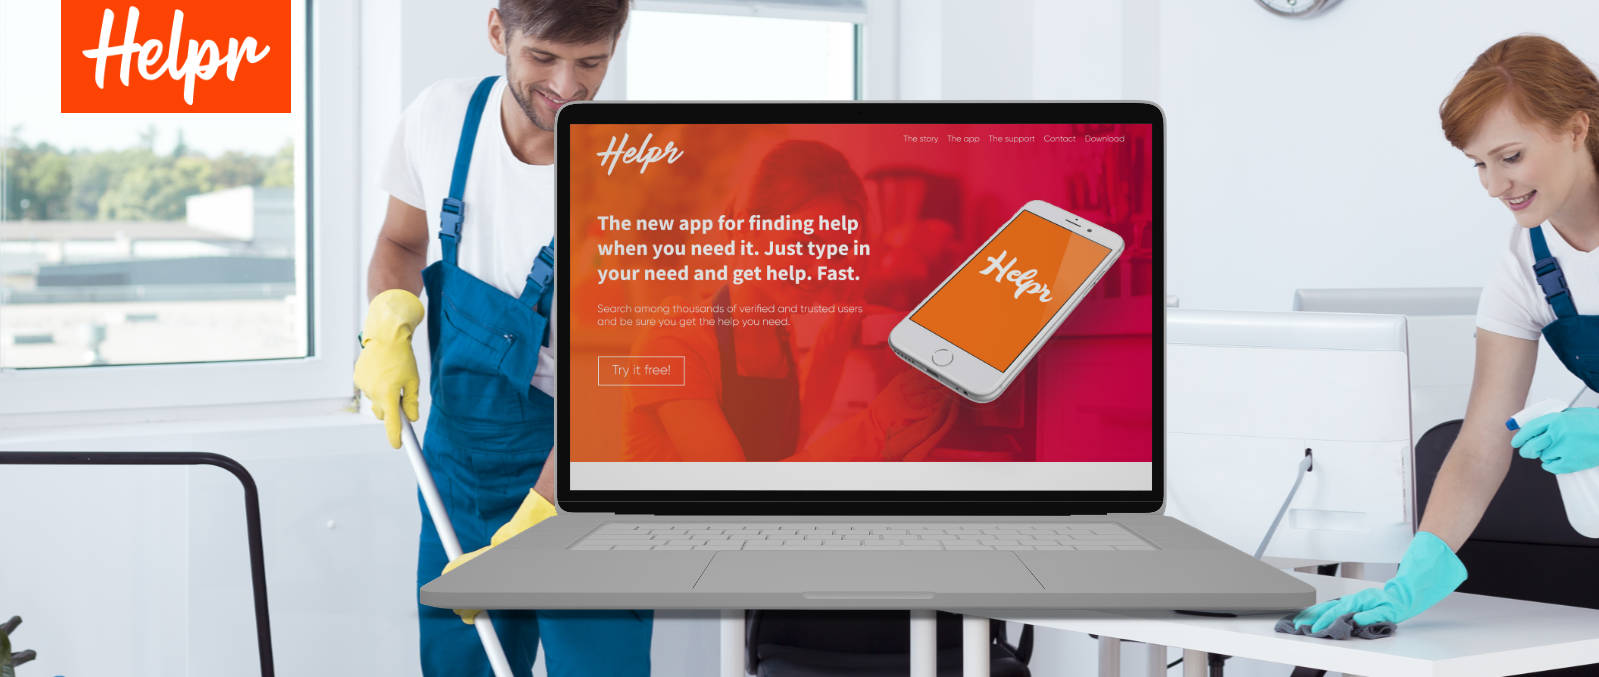 Helpr
Helpr
The story The app The support Contact Download
The new app for finding help
when you need it. Just type in
your need and get help. Fast.
Search among thousands of verified and trusted users
and be sure you get the help you need.
Try it free!
Helpr